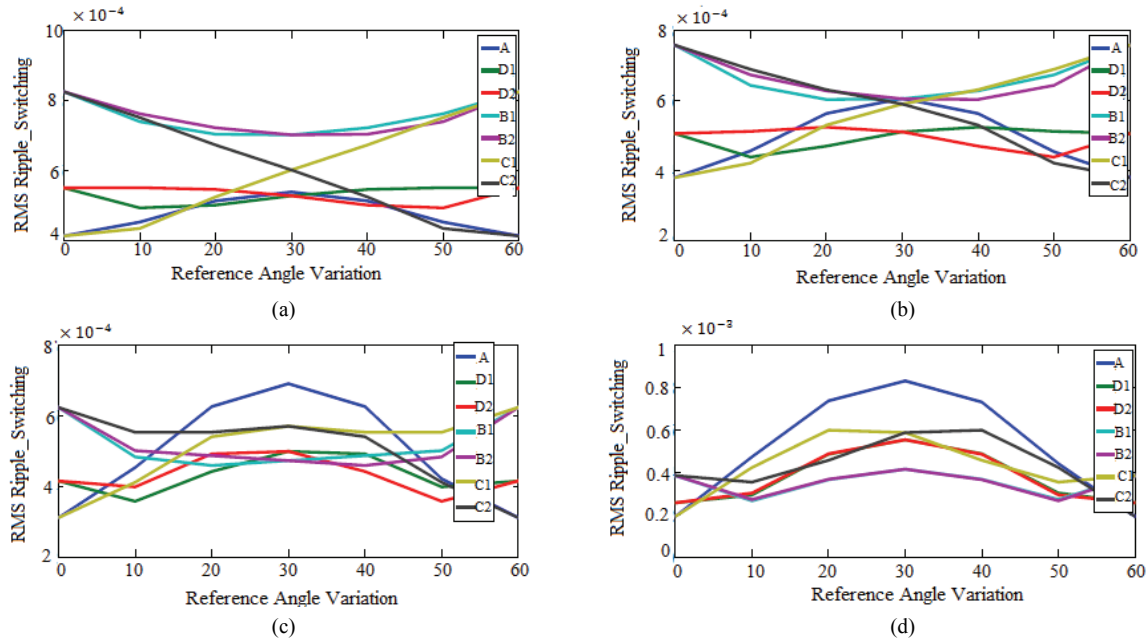 × 10⁻⁴
10
8
6
4
RMS Ripple_Switching
0 10 20 30 40 50 60
Reference Angle Variation
A
D1
D2
B1
B2
C1
C2
(a)
× 10⁻⁴
8
6
4
2
RMS Ripple_Switching
0 10 20 30 40 50 60
Reference Angle Variation
A
D1
D2
B1
B2
C1
C2
(b)
× 10⁻⁴
8
6
4
2
RMS Ripple_Switching
0 10 20 30 40 50 60
Reference Angle Variation
A
D1
D2
B1
B2
C1
C2
(c)
× 10⁻³
1
0.8
0.6
0.4
0.2
0
RMS Ripple_Switching
0 10 20 30 40 50 60
Reference Angle Variation
A
D1
D2
B1
B2
C1
C2
(d)